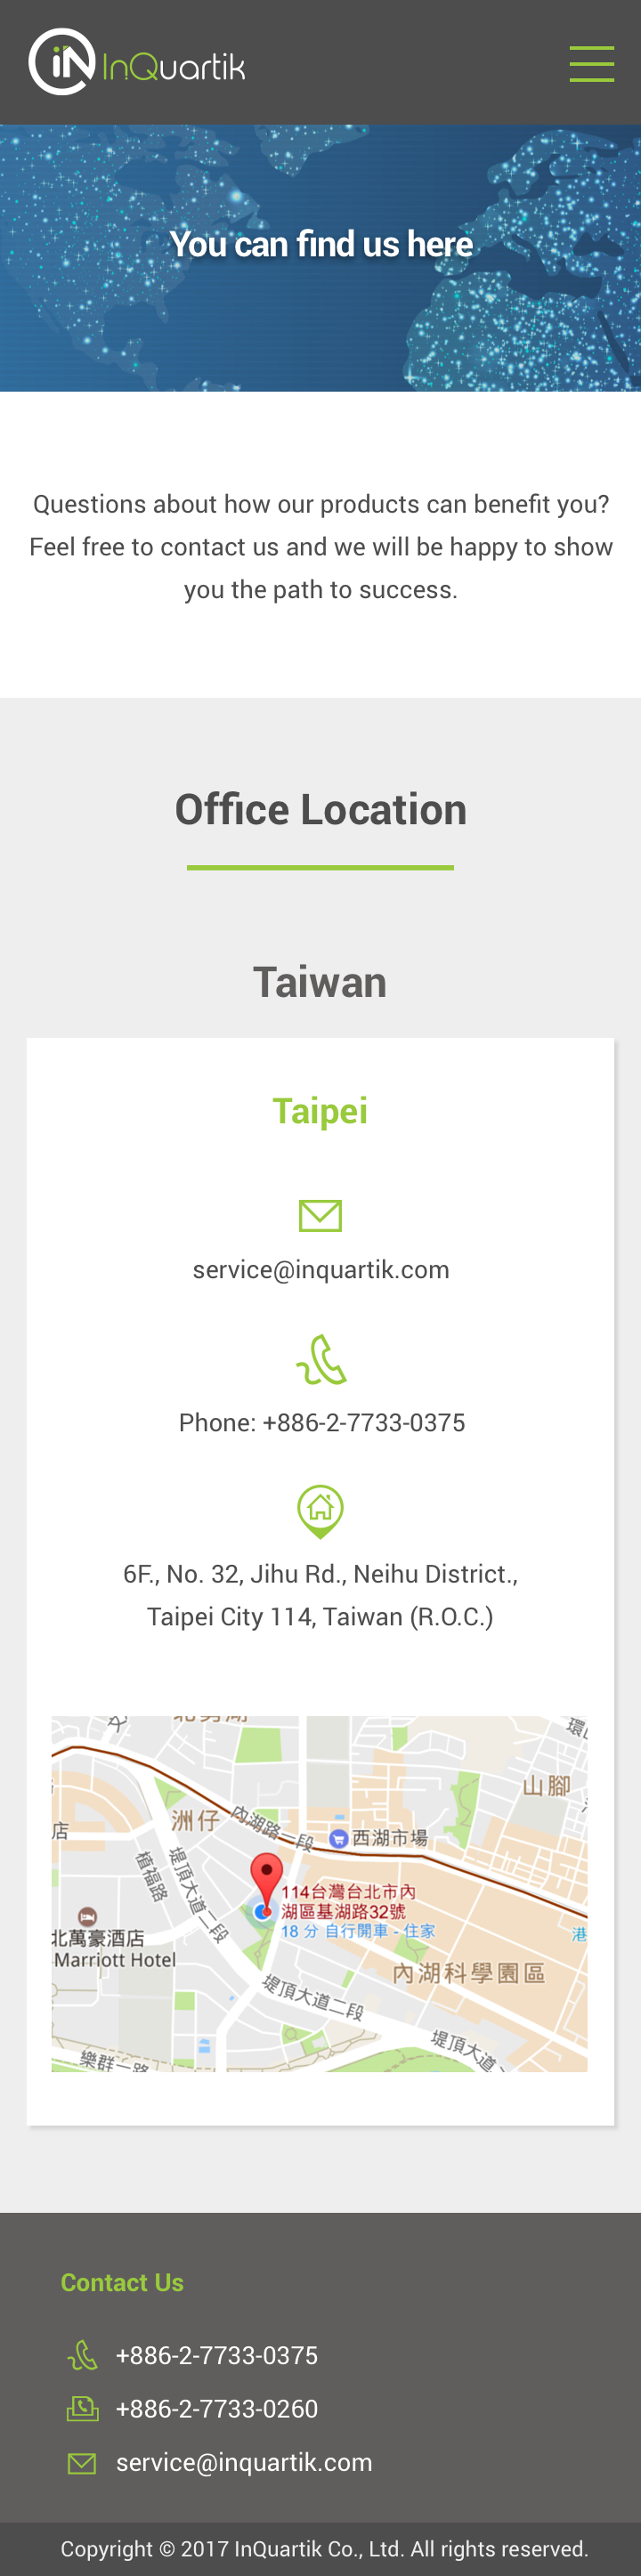 iN InQuartik
You can find us here
Questions about how our products can benefit you?
Feel free to contact us and we will be happy to show
you the path to success.
Office Location
Taiwan
Taipei
service@inquartik.com
Phone: +886-2-7733-0375
6F., No. 32, Jihu Rd., Neihu District.,
Taipei City 114, Taiwan (R.O.C.)
山腳
洲仔
內湖路一段
西湖市場
店
植福路
堤頂大道二段
114台灣台北市內
湖區基湖路32號
18 分 自行開車 - 住家
港
北萬豪酒店
Marriott Hotel
內湖科學園區
堤頂大道二段
堤頂大道
樂群一路
Contact Us
+886-2-7733-0375
+886-2-7733-0260
service@inquartik.com
Copyright © 2017 InQuartik Co., Ltd. All rights reserved.